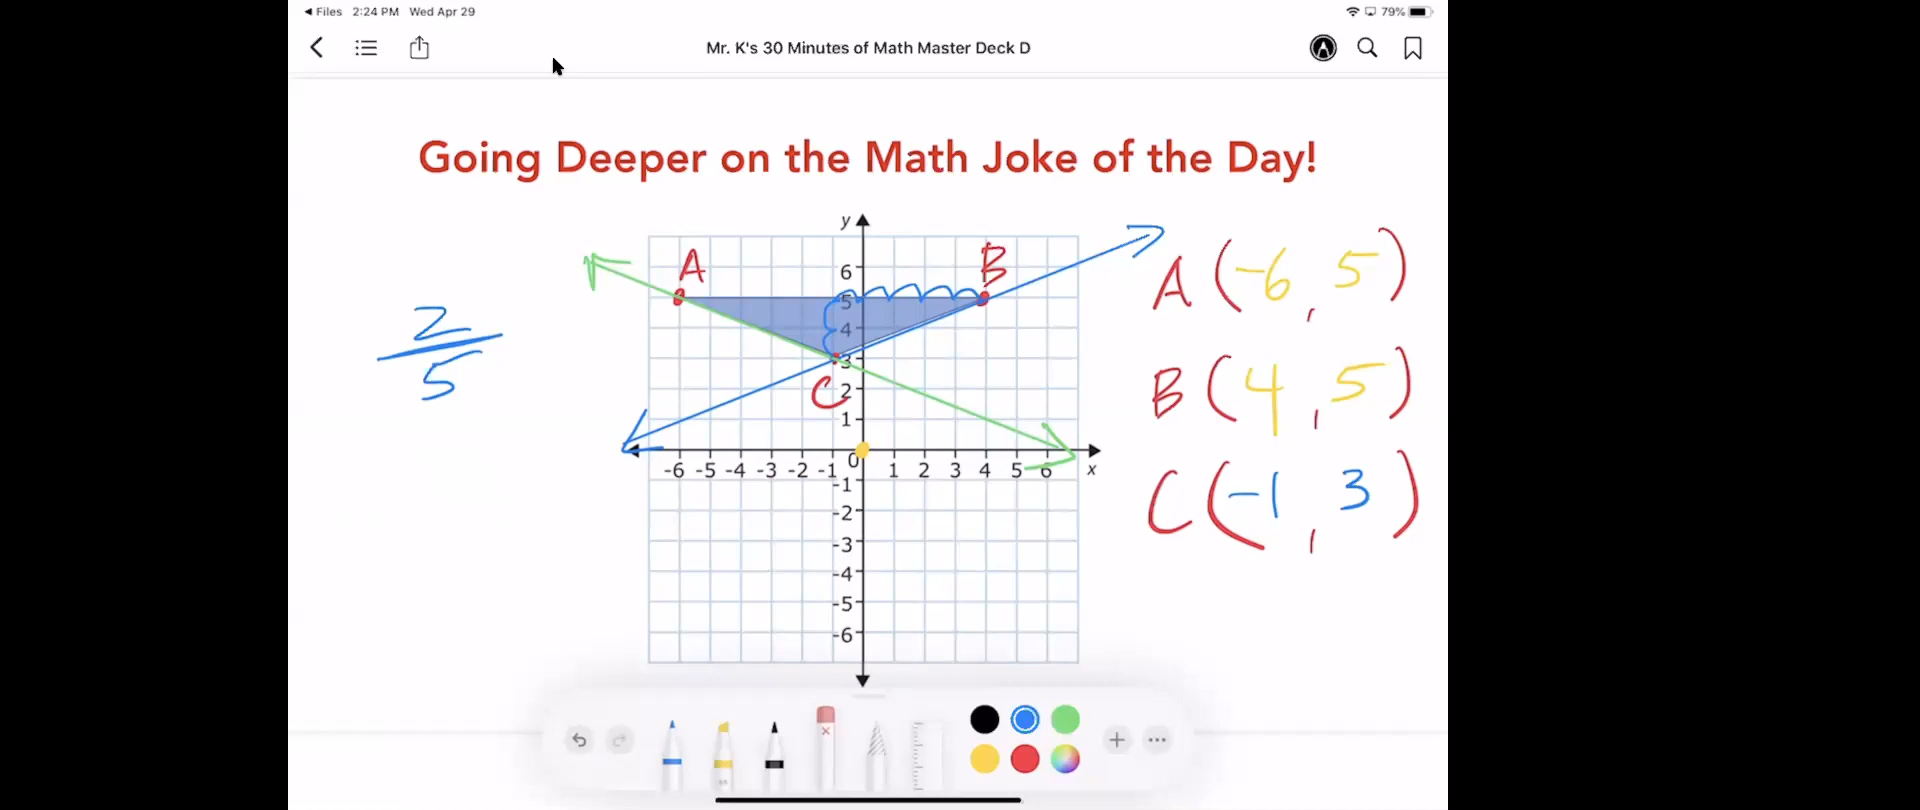 Files 2:24 PM Wed Apr 29 79%
Mr. K's 30 Minutes of Math Master Deck D
Going Deeper on the Math Joke of the Day!
y
A B
6
5
4
3
C 2
1
-6 -5 -4 -3 -2 -1 0 1 2 3 4 5 6 x
-1
-2
-3
-4
-5
-6
2
5
A (-6, 5)
B (4, 5)
C (-1, 3)